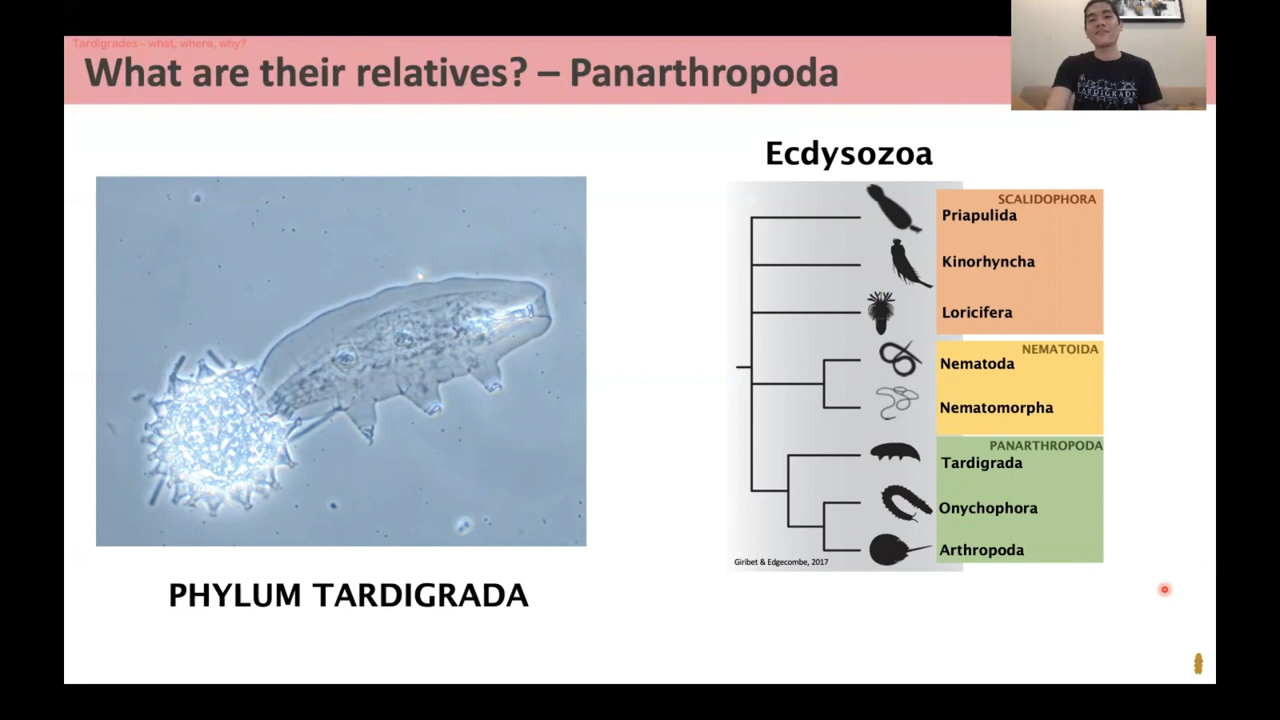 Tardigrades – what, where, why?
What are their relatives? – Panarthropoda
TARDIGRADA
Ecdysozoa
SCALIDOPHORA
Priapulida
Kinorhyncha
Loricifera
NEMATOIDA
Nematoda
Nematomorpha
PANARTHROPODA
Tardigrada
Onychophora
Arthropoda
Giribet & Edgecombe, 2017
PHYLUM TARDIGRADA